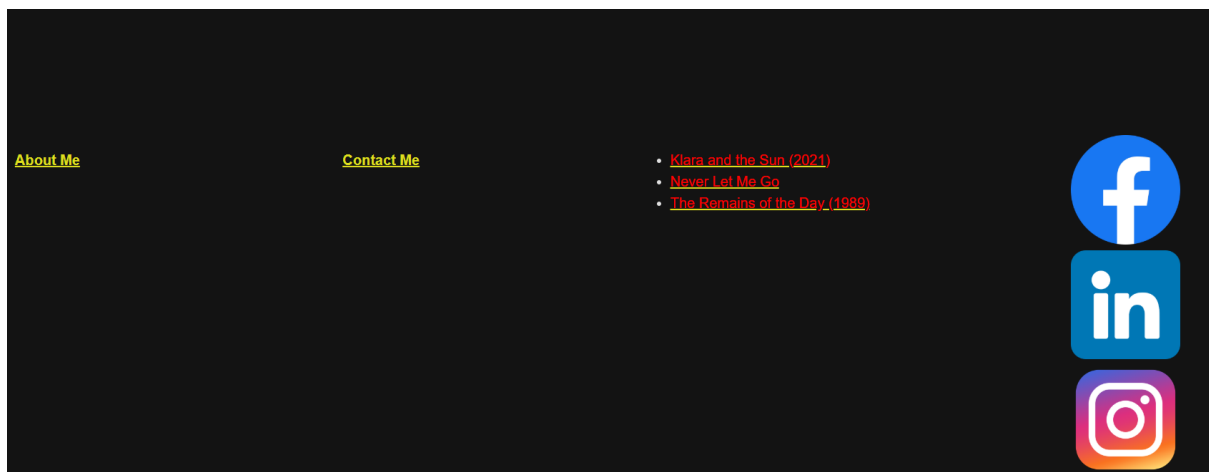 About Me
Contact Me
Klara and the Sun (2021)
Never Let Me Go
The Remains of the Day (1989)
f
in